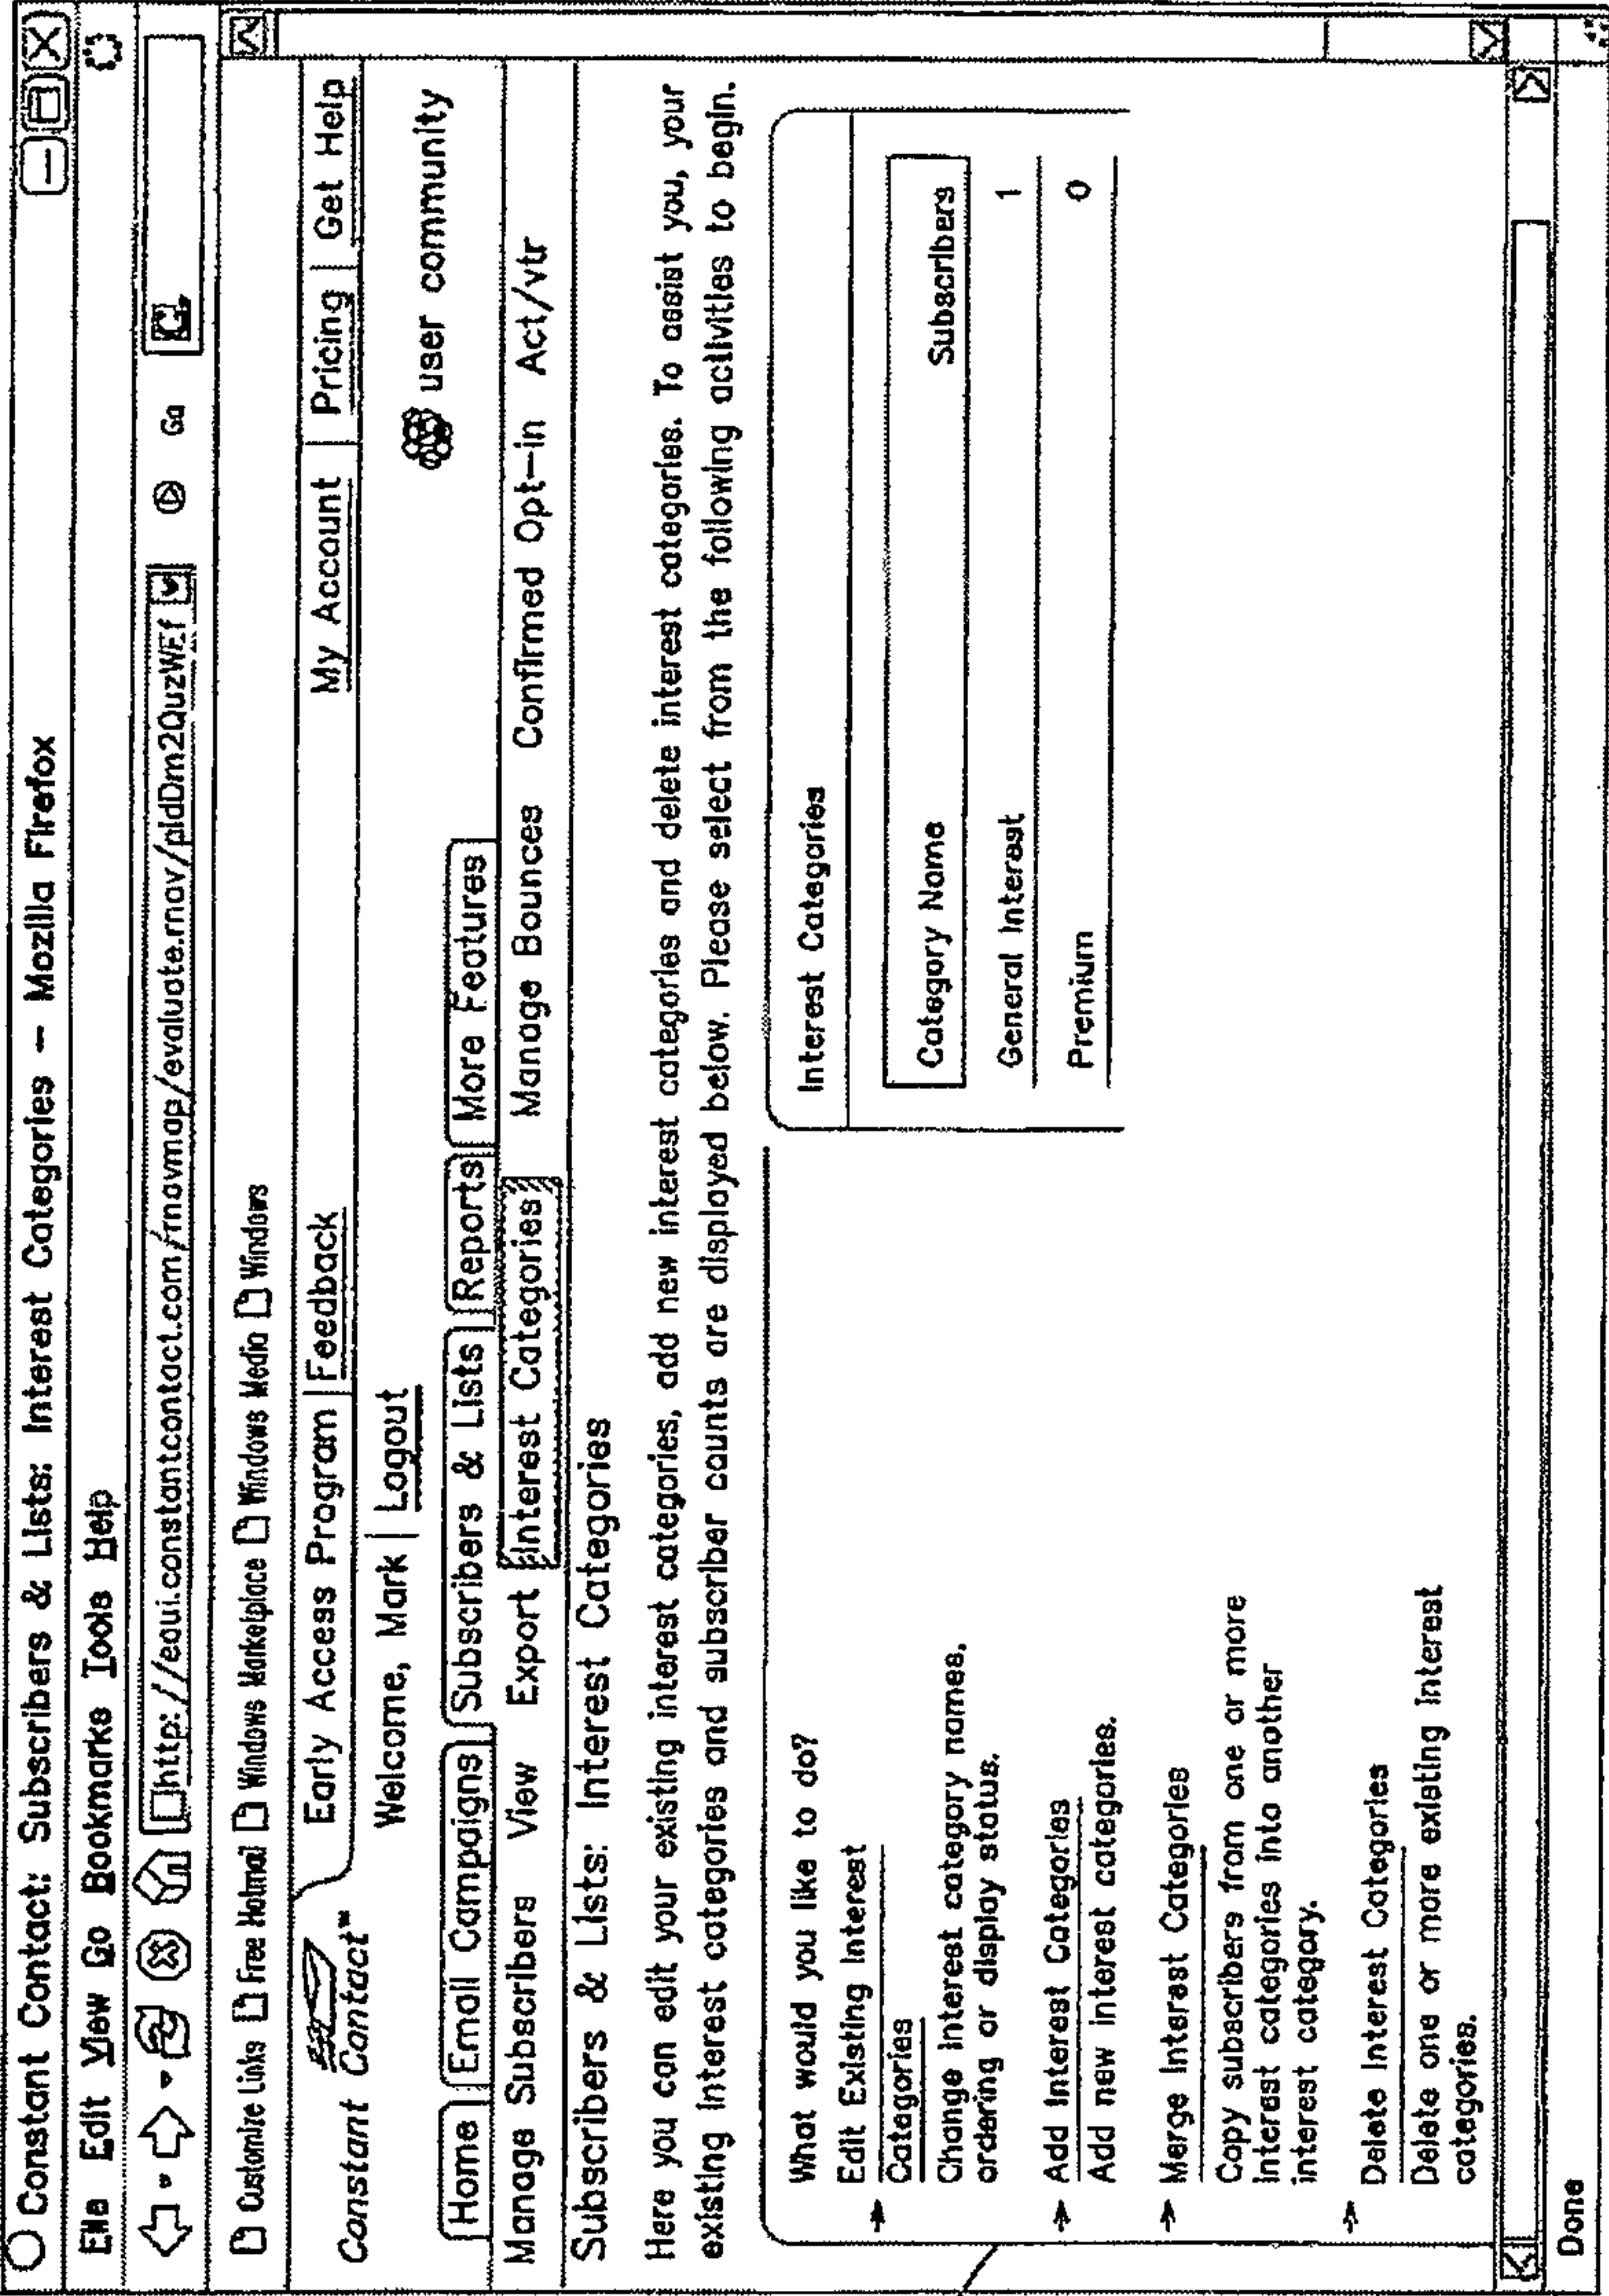 Constant Contact: Subscribers & Lists: Interest Categories – Mozilla Firefox
File Edit View Go Bookmarks Tools Help
http://eaui.constantcontact.com/rnavmap/evaluate.rnav/pIdDm2QuzWEf Go G
Customize Links Free Hotmail Windows Marketplace Windows Media Windows
Early Access Program | Feedback My Account | Pricing | Get Help
Constant Contact™
Welcome, Mark | Logout
user community
Home Email Campaigns Subscribers & Lists Reports More Features
Manage Subscribers View Export Interest Categories Manage Bounces Confirmed Opt–in Act/vtr
Subscribers & Lists: Interest Categories
Here you can edit your existing interest categories, add new interest categories and delete interest categories. To assist you, your
existing interest categories and subscriber counts are displayed below. Please select from the following activities to begin.
What would you like to do?
Edit Existing Interest
Categories
Change interest category names,
ordering or display status.
Add Interest Categories
Add new interest categories.
Merge Interest Categories
Copy subscribers from one or more
interest categories into another
interest category.
Delete Interest Categories
Delete one or more existing interest
categories.
Interest Categories
Category Name Subscribers
General Interest 1
Premium 0
Done